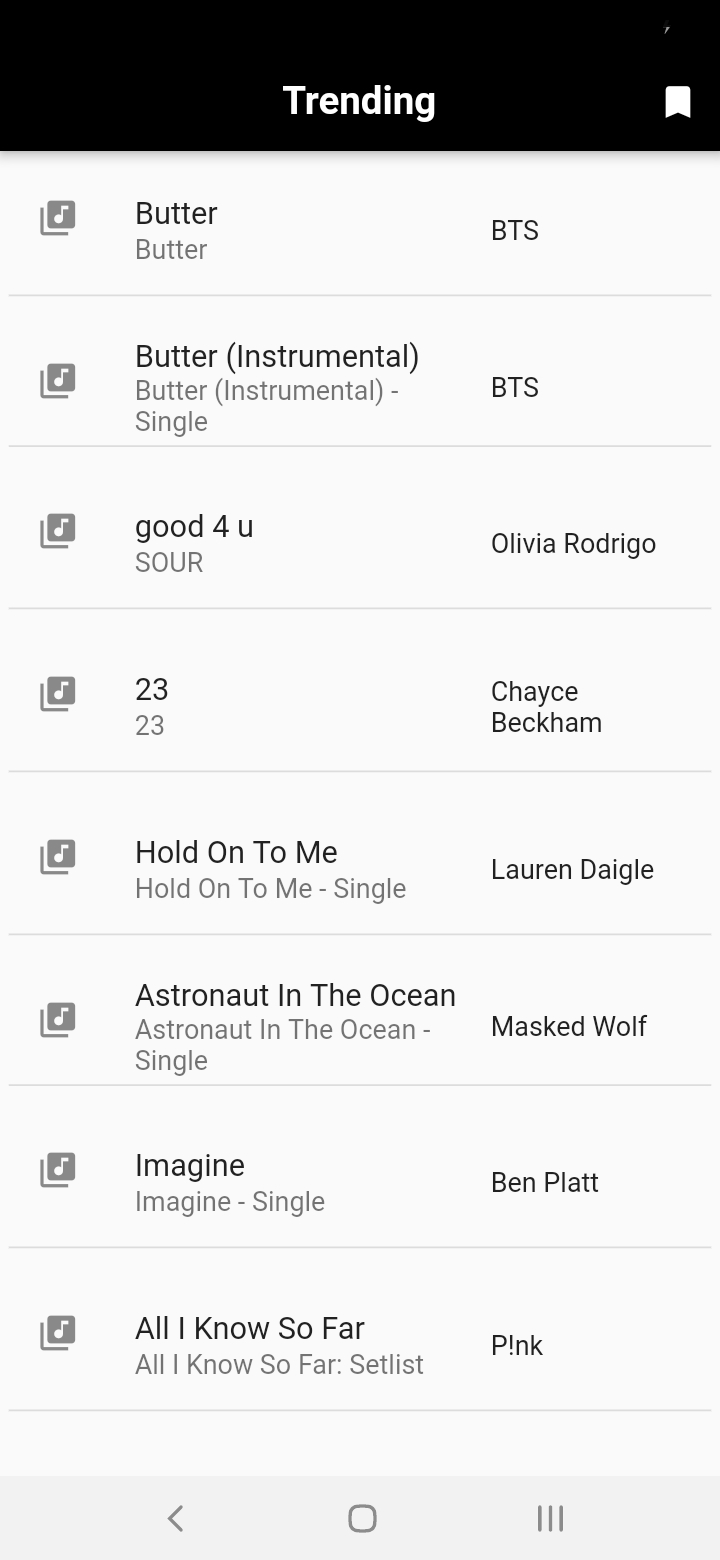 Trending
Butter
Butter
BTS
Butter (Instrumental)
Butter (Instrumental) -
Single
BTS
good 4 u
SOUR
Olivia Rodrigo
23
23
Chayce
Beckham
Hold On To Me
Hold On To Me - Single
Lauren Daigle
Astronaut In The Ocean
Astronaut In The Ocean -
Single
Masked Wolf
Imagine
Imagine - Single
Ben Platt
All I Know So Far
All I Know So Far: Setlist
P!nk